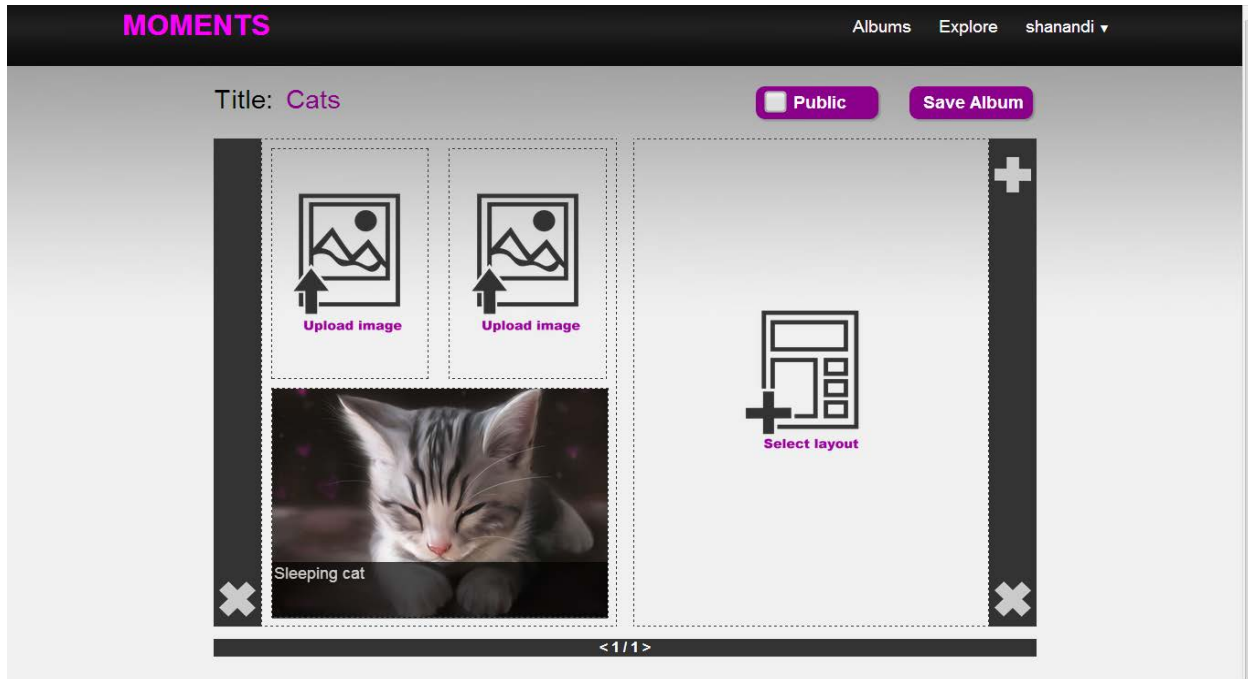 MOMENTS
Albums Explore shanandi ▾
Title: Cats
Public
Save Album
Upload image
Upload image
Select layout
Sleeping cat
<1/1>